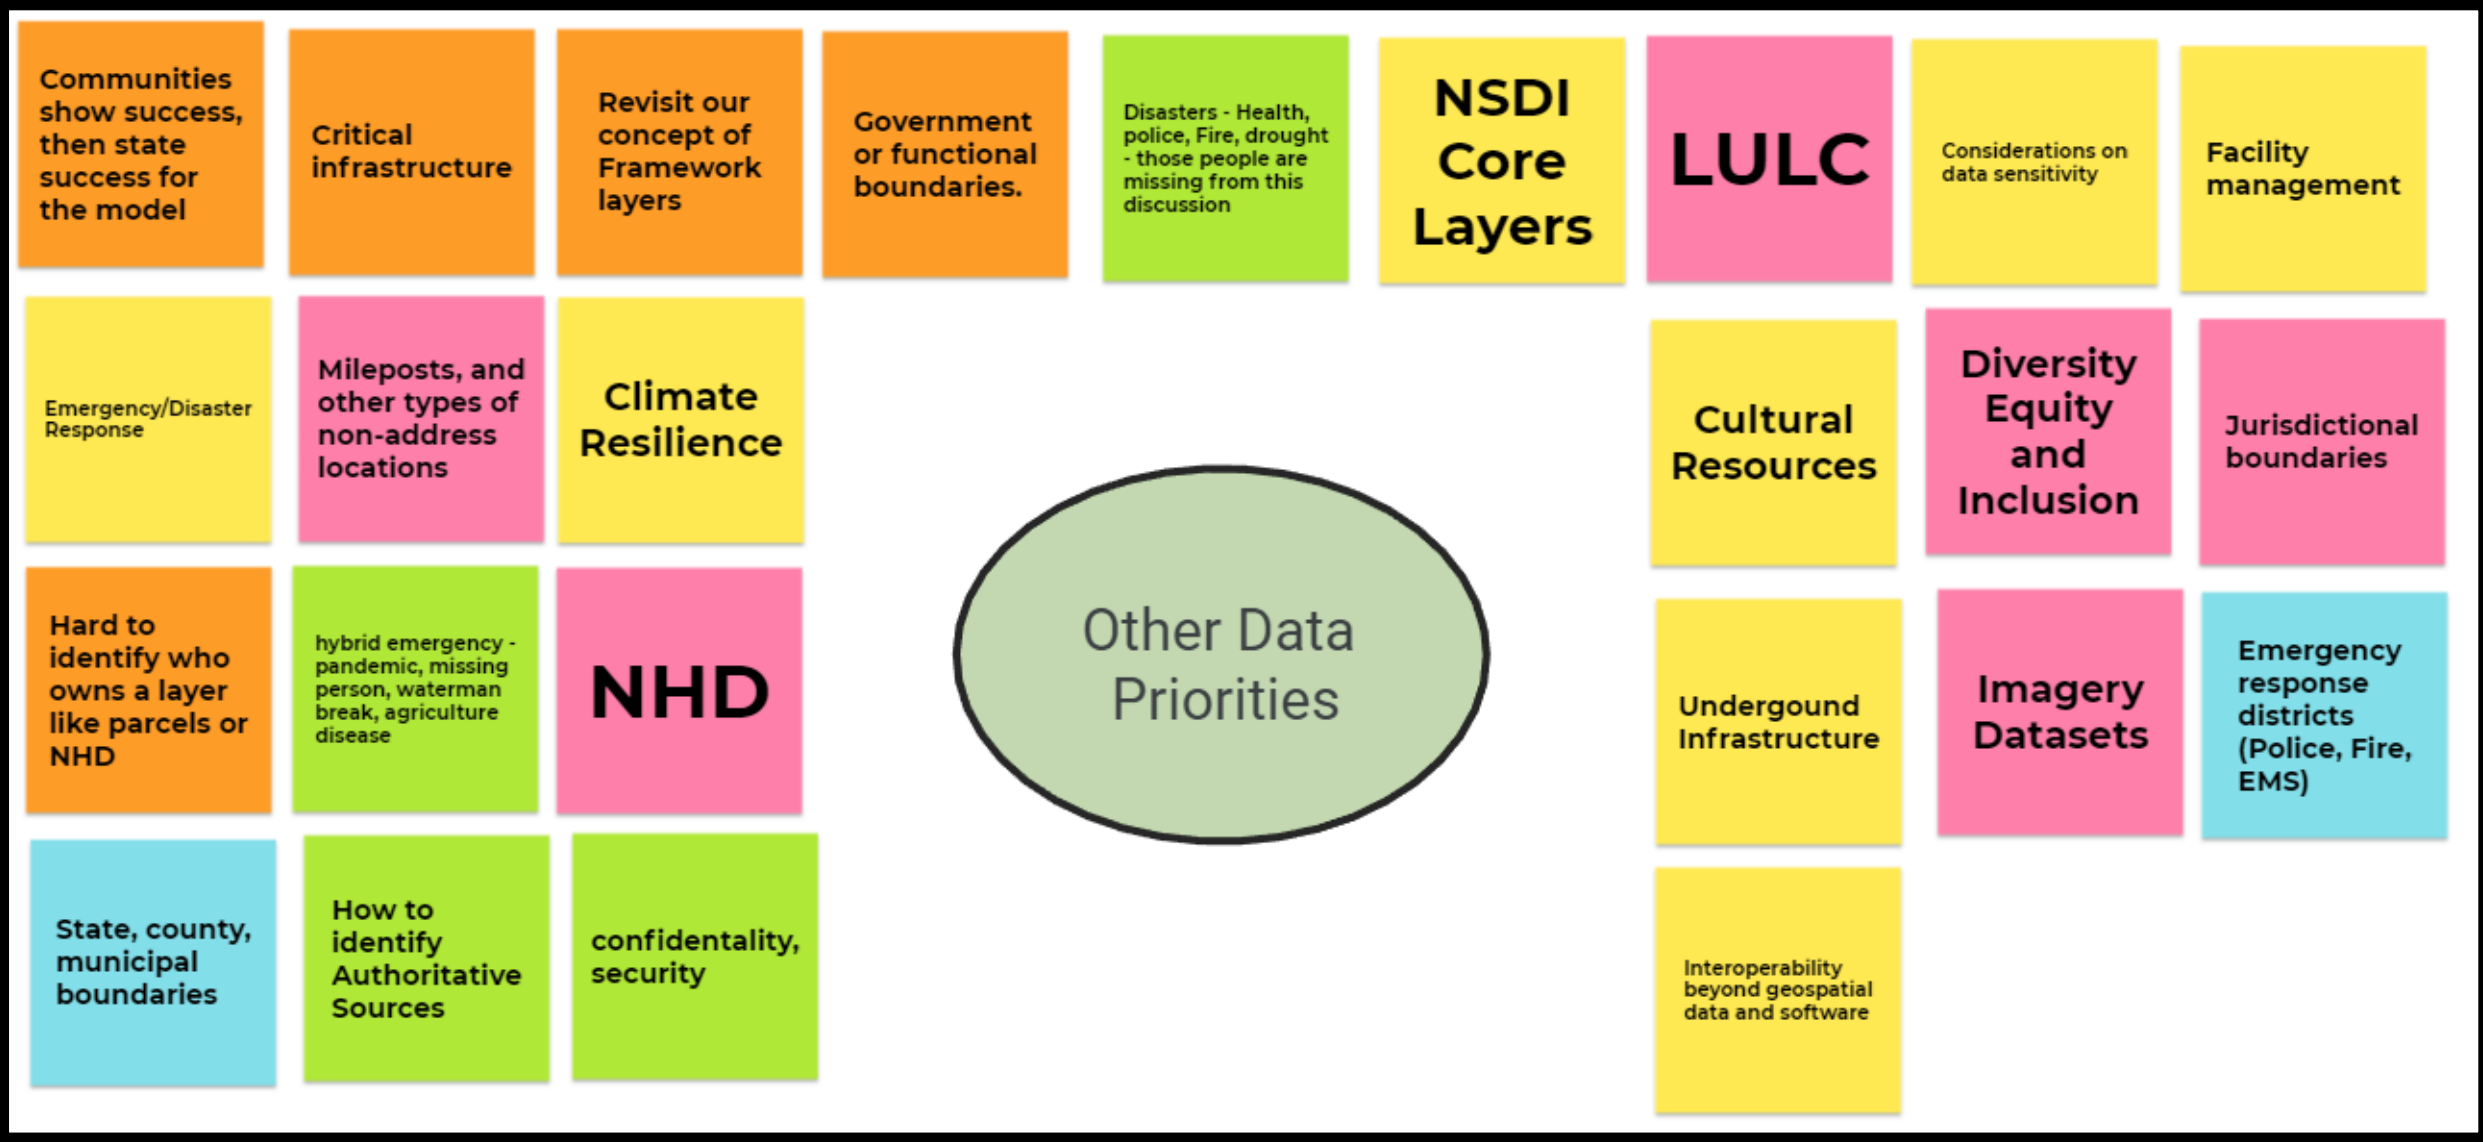 Communities
show success,
then state
success for
the model
Critical
infrastructure
Revisit our
concept of
Framework
layers
Government
or functional
boundaries.
Disasters - Health,
police, Fire, drought
- those people are
missing from this
discussion
NSDI
Core
Layers
LULC
Considerations on
data sensitivity
Facility
management
Emergency/Disaster
Response
Mileposts, and
other types of
non-address
locations
Climate
Resilience
Cultural
Resources
Diversity
Equity
and
Inclusion
Jurisdictional
boundaries
Hard to
identify who
owns a layer
like parcels or
NHD
hybrid emergency -
pandemic, missing
person, waterman
break, agriculture
disease
NHD
Other Data
Priorities
Undergound
Infrastructure
Imagery
Datasets
Emergency
response
districts
(Police, Fire,
EMS)
State, county,
municipal
boundaries
How to
identify
Authoritative
Sources
confidentality,
security
Interoperability
beyond geospatial
data and software